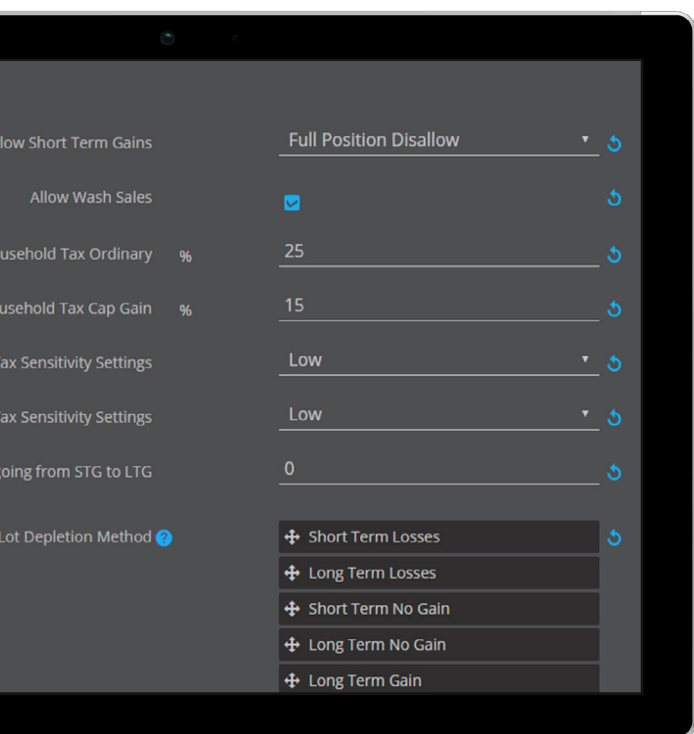 low Short Term Gains Full Position Disallow
Allow Wash Sales
usehold Tax Ordinary % 25
usehold Tax Cap Gain % 15
ax Sensitivity Settings Low
ax Sensitivity Settings Low
oing from STG to LTG 0
Lot Depletion Method ? Short Term Losses
Long Term Losses
Short Term No Gain
Long Term No Gain
Long Term Gain